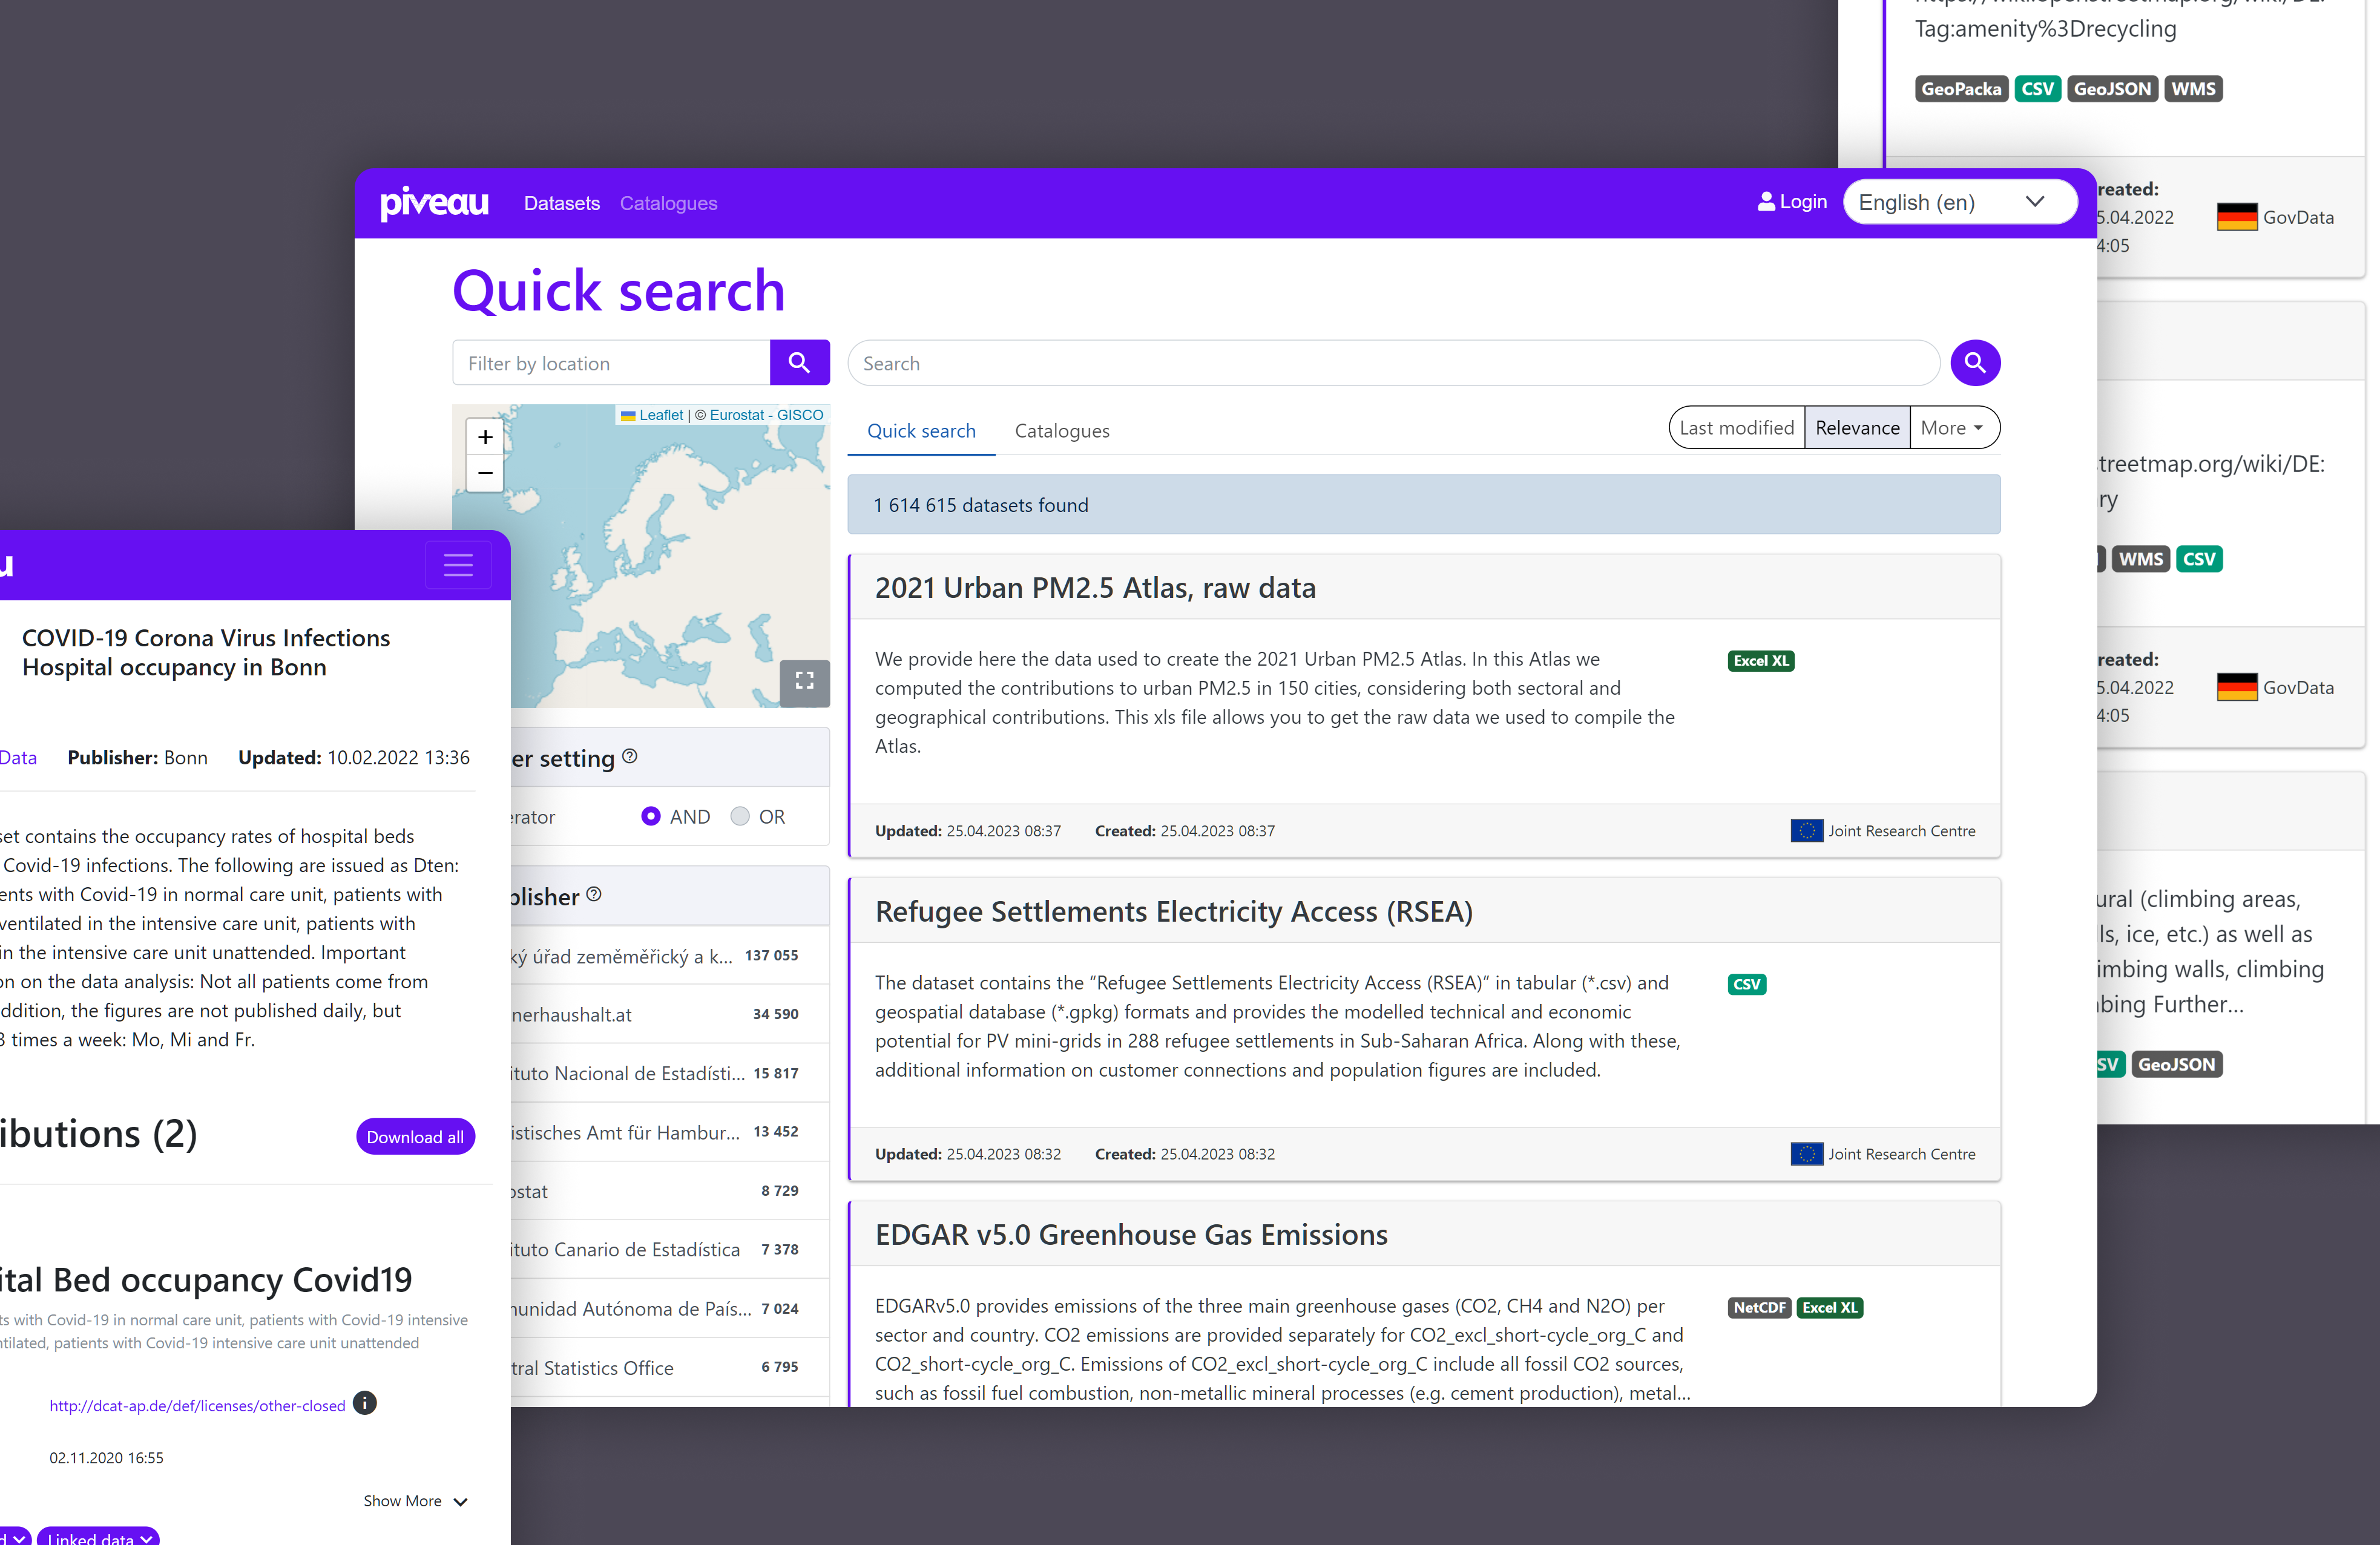 Tag:amenity%3Drecycling
GeoPacka CSV GeoJSON WMS
5.04.2022 GovData
4:05
piveau Datasets Catalogues Login English (en)
Quick search
Filter by location
Search
+
−
Leaflet | © Eurostat - GISCO
Quick search Catalogues
Last modified Relevance More
1 614 615 datasets found
2021 Urban PM2.5 Atlas, raw data
We provide here the data used to create the 2021 Urban PM2.5 Atlas. In this Atlas we
computed the contributions to urban PM2.5 in 150 cities, considering both sectoral and
geographical contributions. This xls file allows you to get the raw data we used to compile the
Atlas.
Excel XL
Updated: 25.04.2023 08:37 Created: 25.04.2023 08:37 Joint Research Centre
Refugee Settlements Electricity Access (RSEA)
The dataset contains the “Refugee Settlements Electricity Access (RSEA)” in tabular (*.csv) and
geospatial database (*.gpkg) formats and provides the modelled technical and economic
potential for PV mini-grids in 288 refugee settlements in Sub-Saharan Africa. Along with these,
additional information on customer connections and population figures are included.
CSV
Updated: 25.04.2023 08:32 Created: 25.04.2023 08:32 Joint Research Centre
EDGAR v5.0 Greenhouse Gas Emissions
EDGARv5.0 provides emissions of the three main greenhouse gases (CO2, CH4 and N2O) per
sector and country. CO2 emissions are provided separately for CO2_excl_short-cycle_org_C and
CO2_short-cycle_org_C. Emissions of CO2_excl_short-cycle_org_C include all fossil CO2 sources,
such as fossil fuel combustion, non-metallic mineral processes (e.g. cement production), metal...
NetCDF Excel XL
er setting
erator AND OR
blisher
ký úřad zeměměřický a k... 137 055
nerhaushalt.at 34 590
ituto Nacional de Estadísti... 15 817
istisches Amt für Hambur... 13 452
ostat 8 729
ituto Canario de Estadística 7 378
nunidad Autónoma de País... 7 024
tral Statistics Office 6 795
COVID-19 Corona Virus Infections
Hospital occupancy in Bonn
Data Publisher: Bonn Updated: 10.02.2022 13:36
set contains the occupancy rates of hospital beds
Covid-19 infections. The following are issued as Dten:
ents with Covid-19 in normal care unit, patients with
ventilated in the intensive care unit, patients with
in the intensive care unit unattended. Important
on on the data analysis: Not all patients come from
ddition, the figures are not published daily, but
3 times a week: Mo, Mi and Fr.
ibutions (2)
Download all
ital Bed occupancy Covid19
ts with Covid-19 in normal care unit, patients with Covid-19 intensive
ntilated, patients with Covid-19 intensive care unit unattended
http://dcat-ap.de/def/licenses/other-closed i
02.11.2020 16:55
Show More
Linked data
reated:
treetmap.org/wiki/DE:
ry
WMS CSV
reated:
5.04.2022 GovData
4:05
ural (climbing areas,
ls, ice, etc.) as well as
imbing walls, climbing
bing Further...
SV GeoJSON